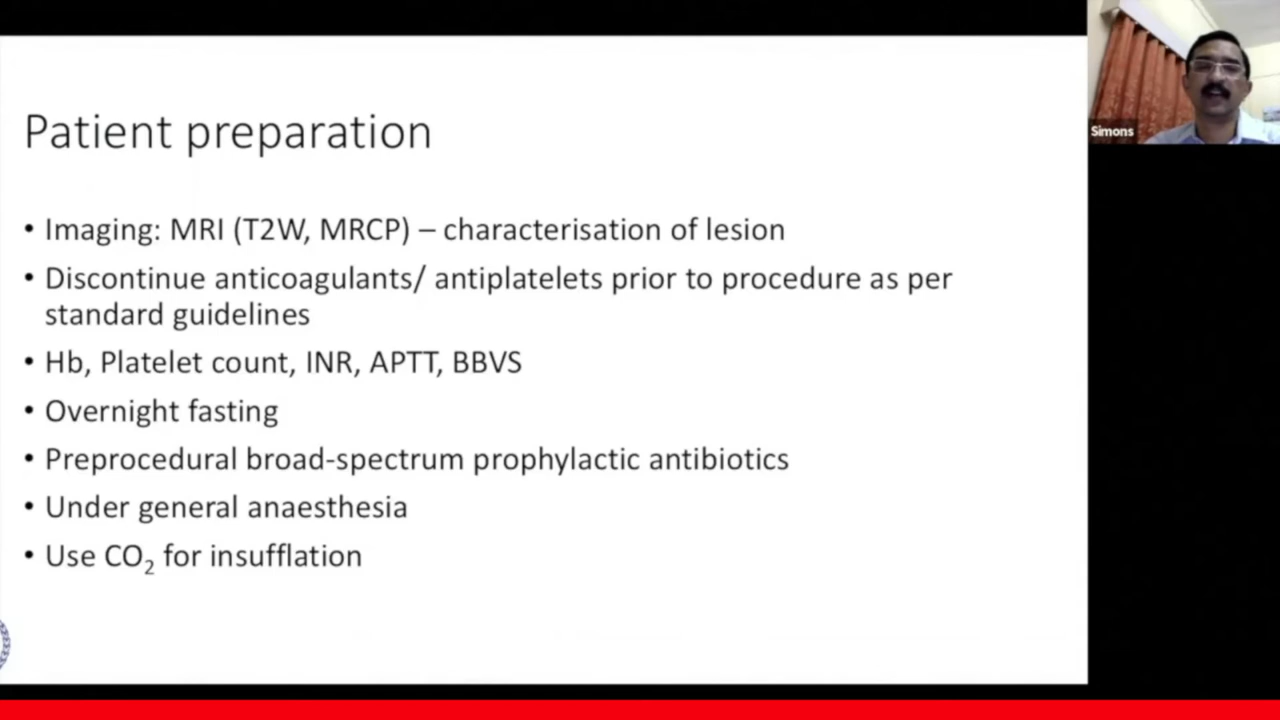 Patient preparation
• Imaging: MRI (T2W, MRCP) – characterisation of lesion
• Discontinue anticoagulants/ antiplatelets prior to procedure as per
standard guidelines
• Hb, Platelet count, INR, APTT, BBVS
• Overnight fasting
• Preprocedural broad-spectrum prophylactic antibiotics
• Under general anaesthesia
• Use CO₂ for insufflation
Simons